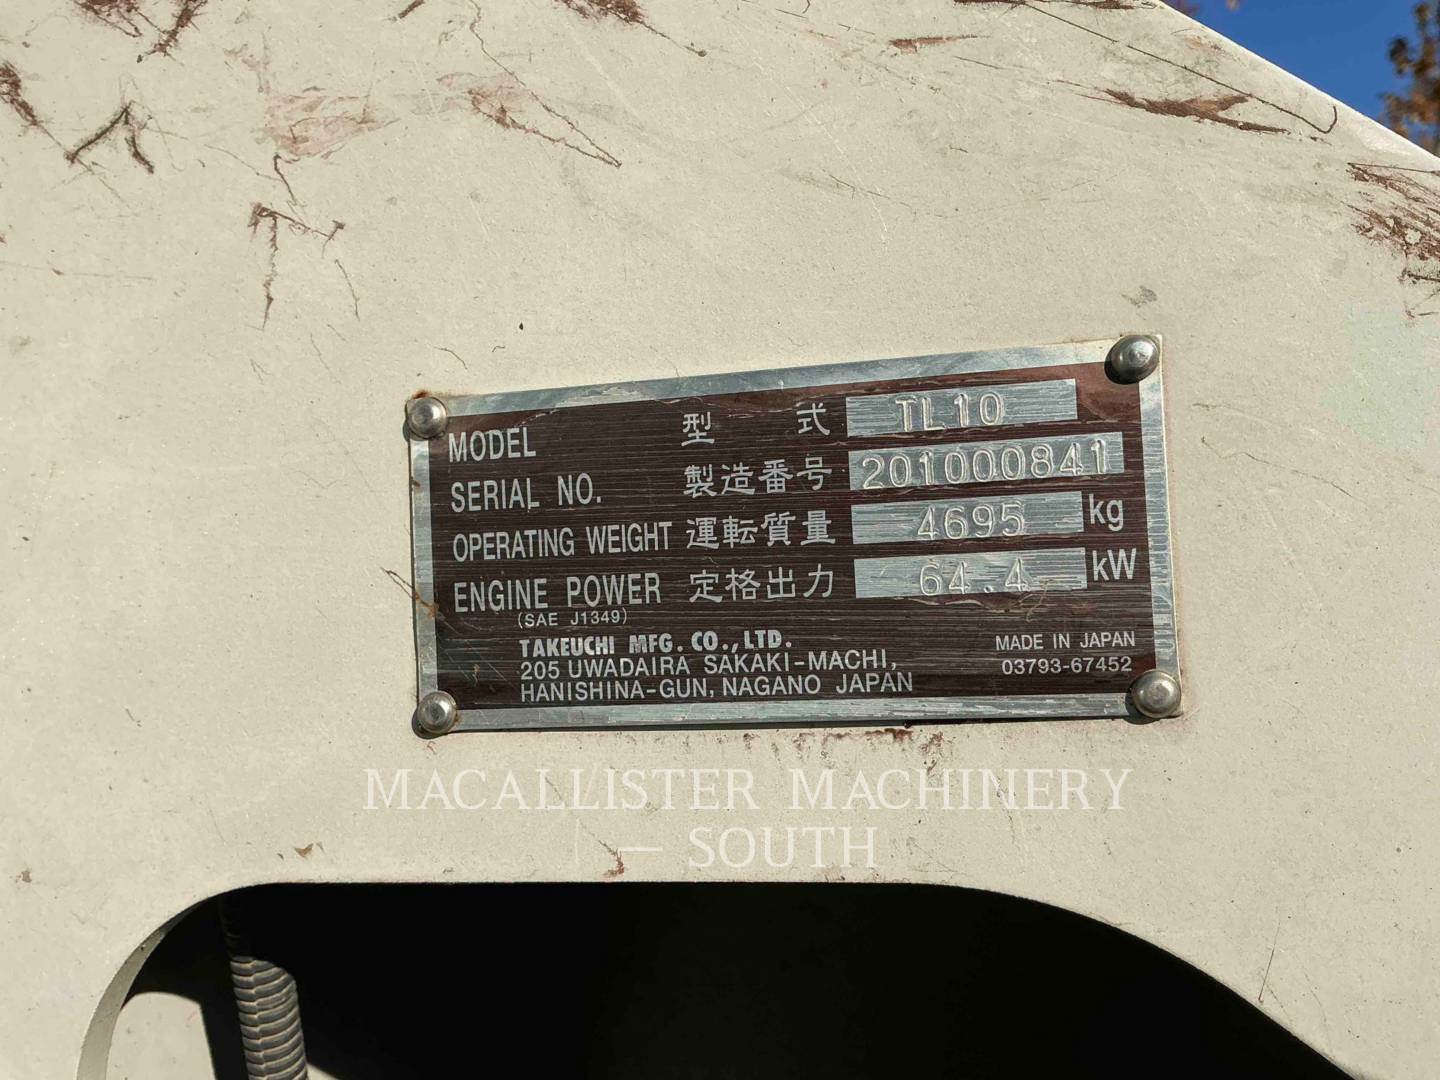 MODEL 型式 TL10
SERIAL NO. 製造番号 201000841
OPERATING WEIGHT 運転質量 4695 kg
ENGINE POWER 定格出力 64.4 kW
(SAE J1349)
TAKEUCHI MFG. CO., LTD.
205 UWADAIRA SAKAKI-MACHI,
HANISHINA-GUN, NAGANO JAPAN
MADE IN JAPAN
03793-67452
MACALLISTER MACHINERY
— SOUTH